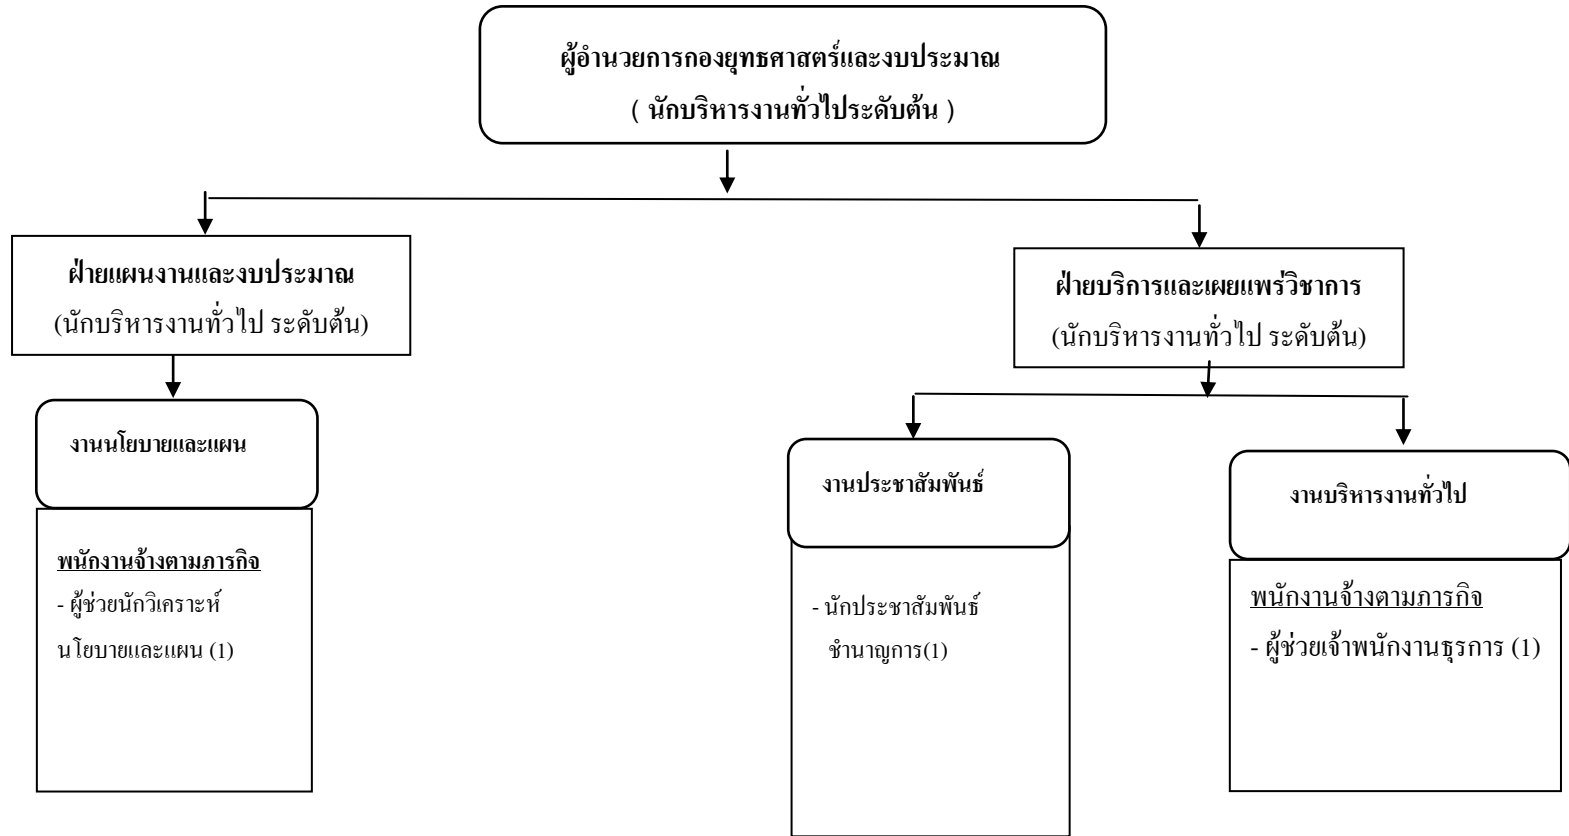 ผู้อำนวยการกองยุทธศาสตร์และงบประมาณ
( นักบริหารงานทั่วไประดับต้น )
ฝ่ายแผนงานและงบประมาณ
(นักบริหารงานทั่วไป ระดับต้น)
ฝ่ายบริการและเผยแพร่วิชาการ
(นักบริหารงานทั่วไป ระดับต้น)
งานนโยบายและแผน
พนักงานจ้างตามภารกิจ
- ผู้ช่วยนักวิเคราะห์
นโยบายและแผน (1)
งานประชาสัมพันธ์
- นักประชาสัมพันธ์
ชำนาญการ(1)
งานบริหารงานทั่วไป
พนักงานจ้างตามภารกิจ
- ผู้ช่วยเจ้าพนักงานธุรการ (1)